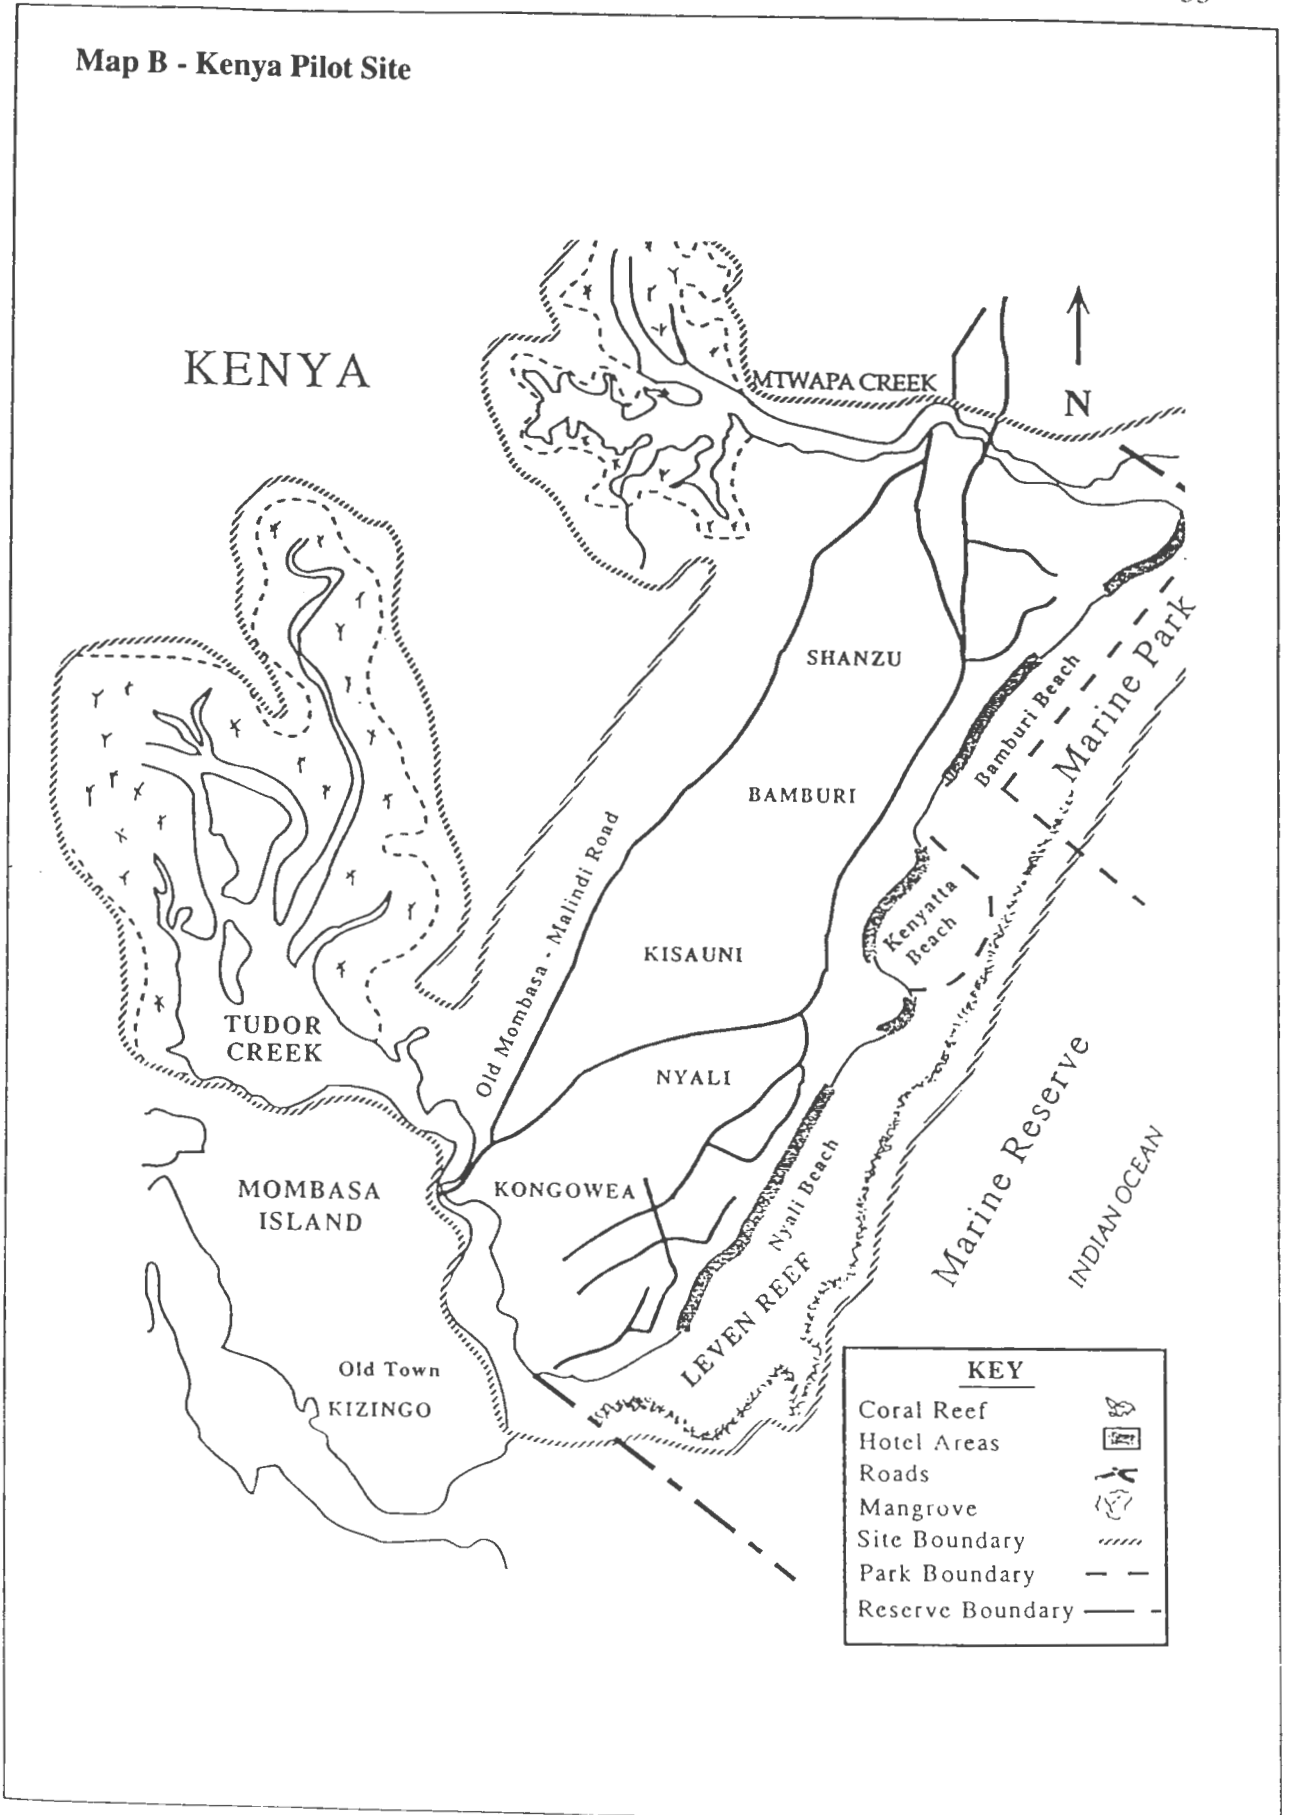 Map B - Kenya Pilot Site
KENYA
MTWAPA CREEK
N
SHANZU
Bamburi Beach
Marine Park
BAMBURI
Old Mombasa - Malindi Road
Kenyatta
Beach
KISAUNI
TUDOR
CREEK
NYALI
Nyali Beach
Marine Reserve
INDIAN OCEAN
MOMBASA
ISLAND
KONGOWEA
LEVEN REEF
Old Town
KIZINGO
KEY
Coral Reef
Hotel Areas
Roads
Mangrove
Site Boundary
Park Boundary
Reserve Boundary